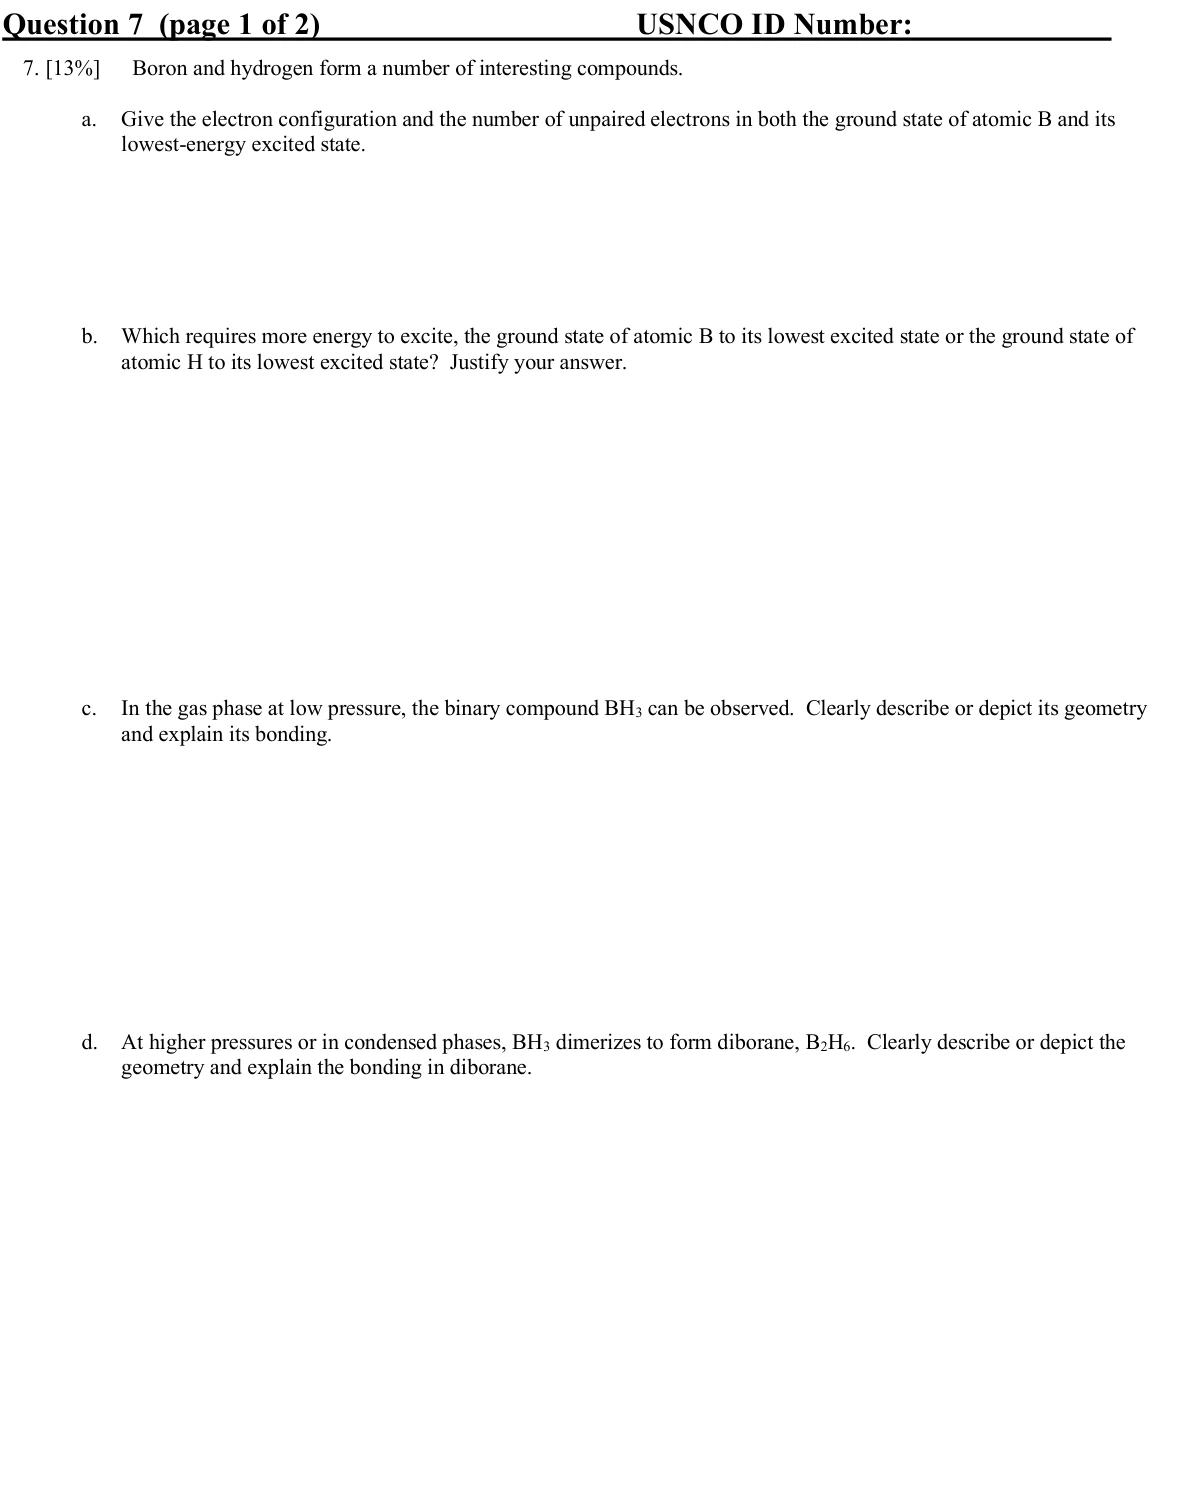 Question 7 (page 1 of 2) USNCO ID Number:
7. [13%] Boron and hydrogen form a number of interesting compounds.
a. Give the electron configuration and the number of unpaired electrons in both the ground state of atomic B and its
lowest-energy excited state.
b. Which requires more energy to excite, the ground state of atomic B to its lowest excited state or the ground state of
atomic H to its lowest excited state? Justify your answer.
c. In the gas phase at low pressure, the binary compound BH₃ can be observed. Clearly describe or depict its geometry
and explain its bonding.
d. At higher pressures or in condensed phases, BH₃ dimerizes to form diborane, B₂H₆. Clearly describe or depict the
geometry and explain the bonding in diborane.